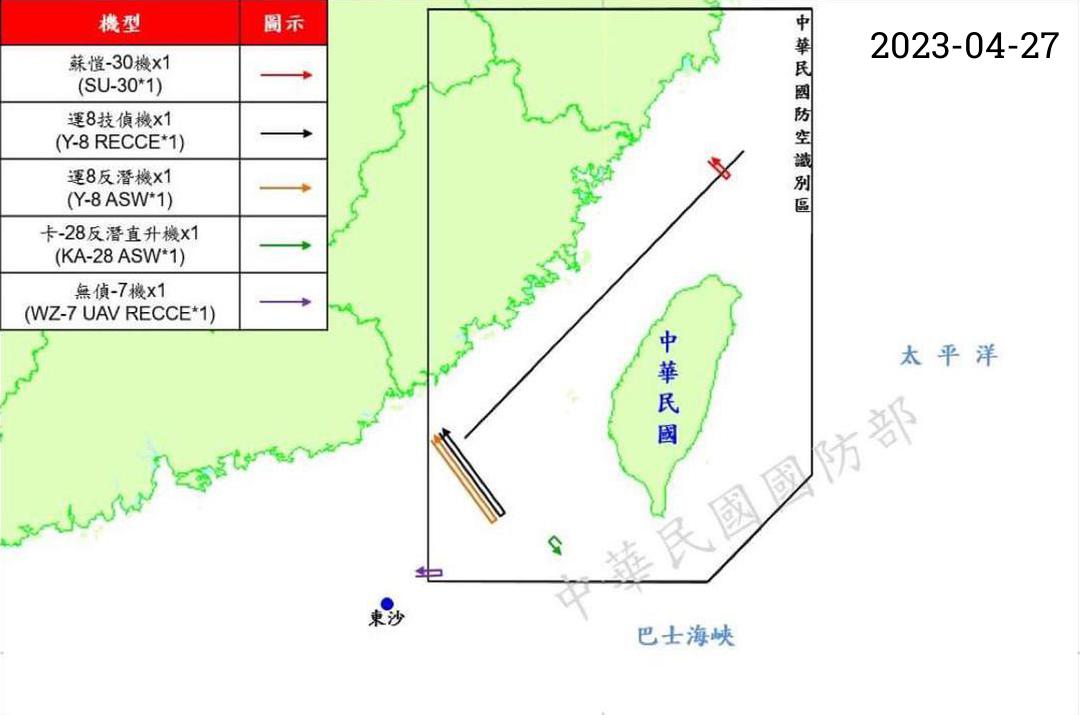 機型 圖示
蘇愷-30機x1
(SU-30*1)
運8技偵機x1
(Y-8 RECCE*1)
運8反潛機x1
(Y-8 ASW*1)
卡-28反潛直升機x1
(KA-28 ASW*1)
無偵-7機x1
(WZ-7 UAV RECCE*1)
中華民國防空識別區
2023-04-27
中華民國
太平洋
中華民國國防部
東沙
巴士海峽